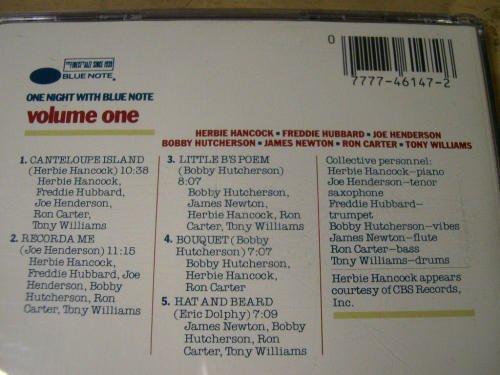 THE FINEST IN JAZZ SINCE 1939
BLUE NOTE
0
7777-46147-2
ONE NIGHT WITH BLUE NOTE
volume one
HERBIE HANCOCK • FREDDIE HUBBARD • JOE HENDERSON
BOBBY HUTCHERSON • JAMES NEWTON • RON CARTER • TONY WILLIAMS
1. CANTELOUPE ISLAND
(Herbie Hancock) 10:38
Herbie Hancock,
Freddie Hubbard,
Joe Henderson,
Ron Carter,
Tony Williams
2. RECORDA ME
(Joe Henderson) 11:15
Herbie Hancock,
Freddie Hubbard, Joe
Henderson, Bobby
Hutcherson, Ron
Carter, Tony Williams
3. LITTLE B'S POEM
(Bobby Hutcherson)
8:07
Bobby Hutcherson,
James Newton,
Herbie Hancock, Ron
Carter, Tony Williams
4. BOUQUET (Bobby
Hutcherson) 7:07
Bobby Hutcherson,
James Newton,
Herbie Hancock,
Ron Carter
5. HAT AND BEARD
(Eric Dolphy) 7:09
James Newton, Bobby
Hutcherson, Ron
Carter, Tony Williams
Collective personnel:
Herbie Hancock—piano
Joe Henderson—tenor
saxophone
Freddie Hubbard—
trumpet
Bobby Hutcherson—vibes
James Newton—flute
Ron Carter—bass
Tony Williams—drums
Herbie Hancock appears
courtesy of CBS Records,
Inc.